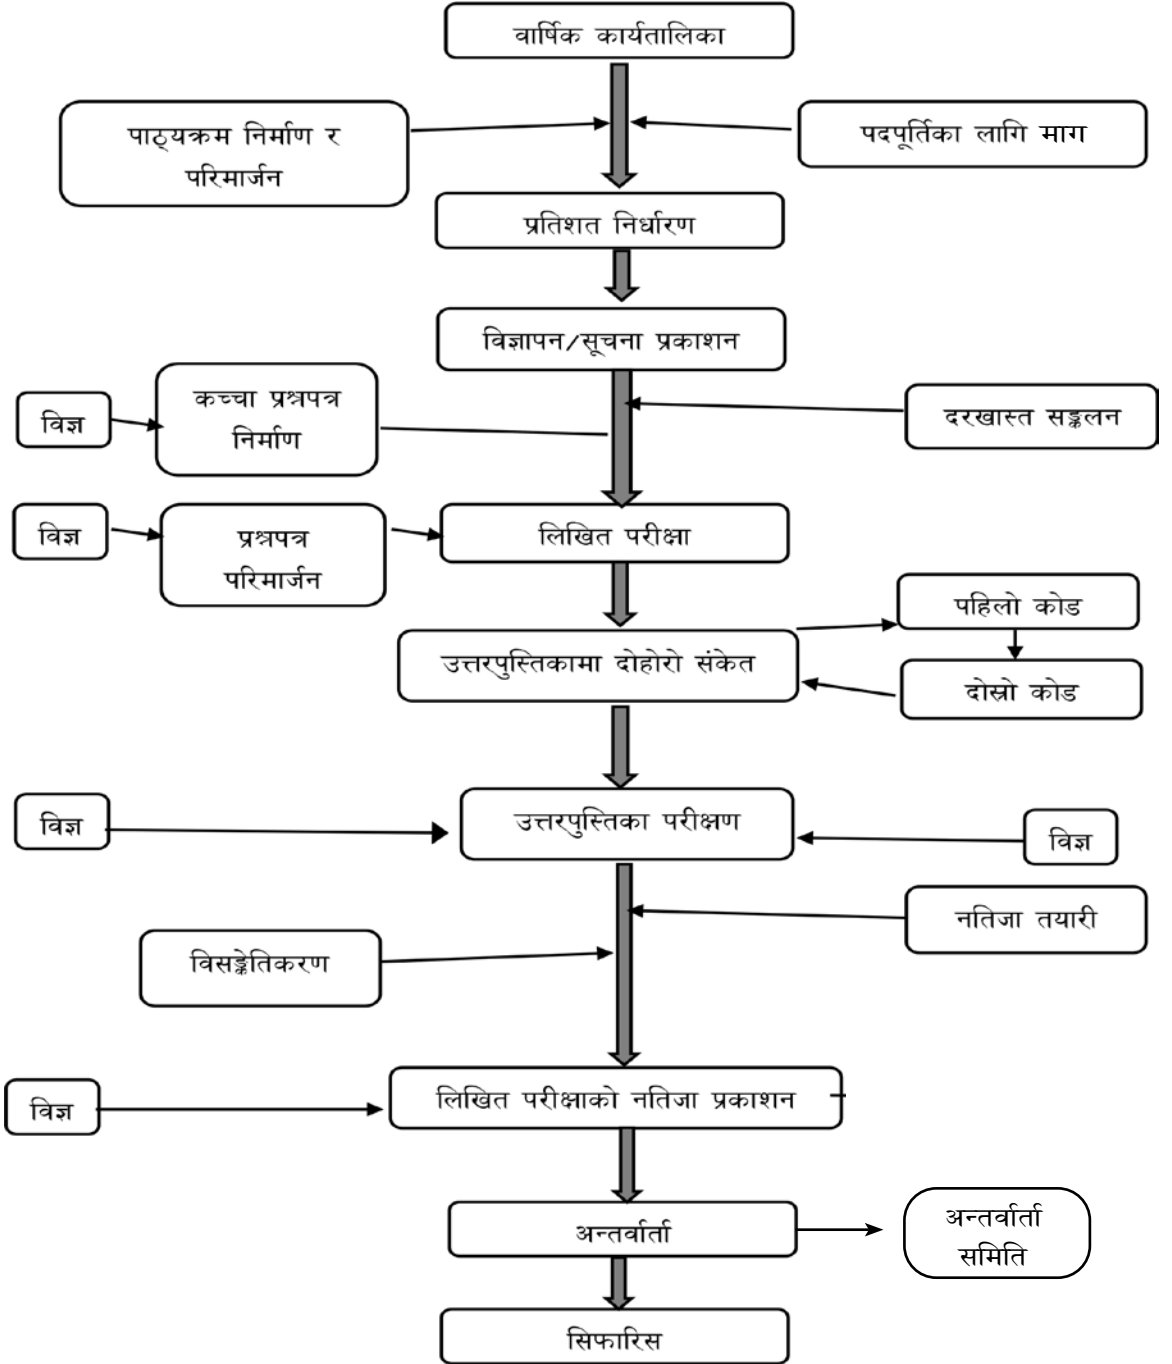 वार्षिक कार्यतालिका
पाठ्यक्रम निर्माण र
परिमार्जन
पदपूर्तिका लागि माग
प्रतिशत निर्धारण
विज्ञापन/सूचना प्रकाशन
विज्ञ
कच्चा प्रश्नपत्र
निर्माण
दरखास्त सङ्कलन
विज्ञ
प्रश्नपत्र
परिमार्जन
लिखित परीक्षा
पहिलो कोड
उत्तरपुस्तिकामा दोहोरो संकेत
दोस्रो कोड
विज्ञ
उत्तरपुस्तिका परीक्षण
विज्ञ
नतिजा तयारी
विसङ्केतिकरण
विज्ञ
लिखित परीक्षाको नतिजा प्रकाशन
अन्तर्वार्ता
अन्तर्वार्ता
समिति
सिफारिस